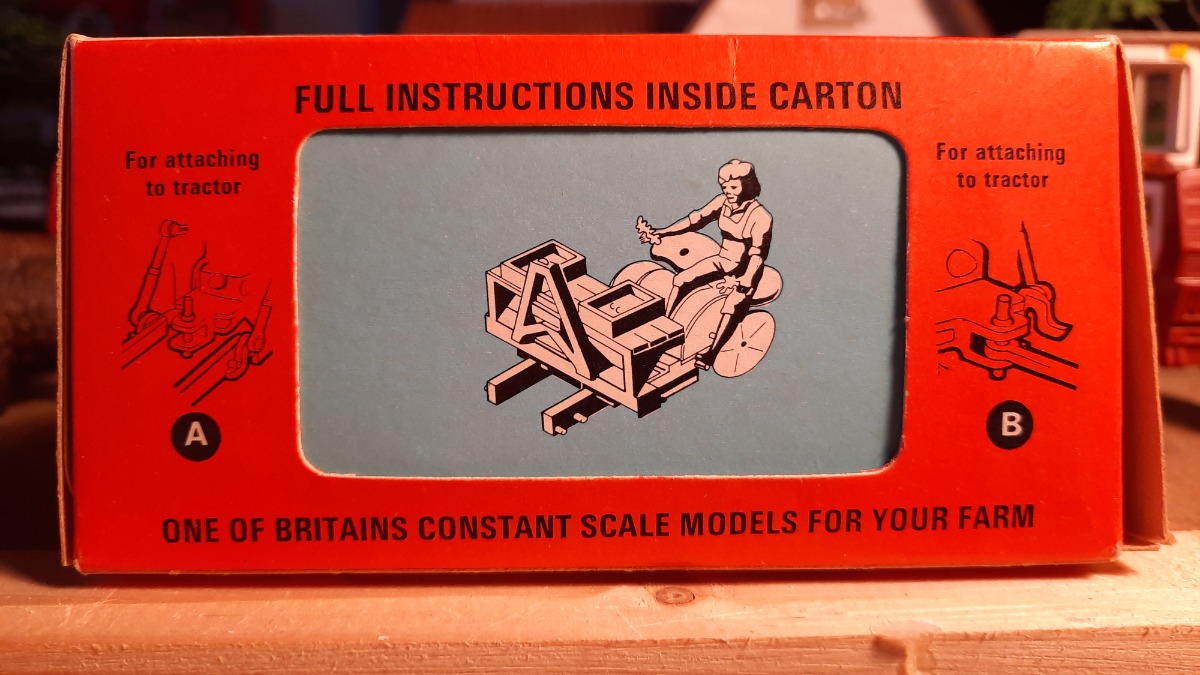 FULL INSTRUCTIONS INSIDE CARTON
For attaching
to tractor
A
For attaching
to tractor
B
ONE OF BRITAINS CONSTANT SCALE MODELS FOR YOUR FARM